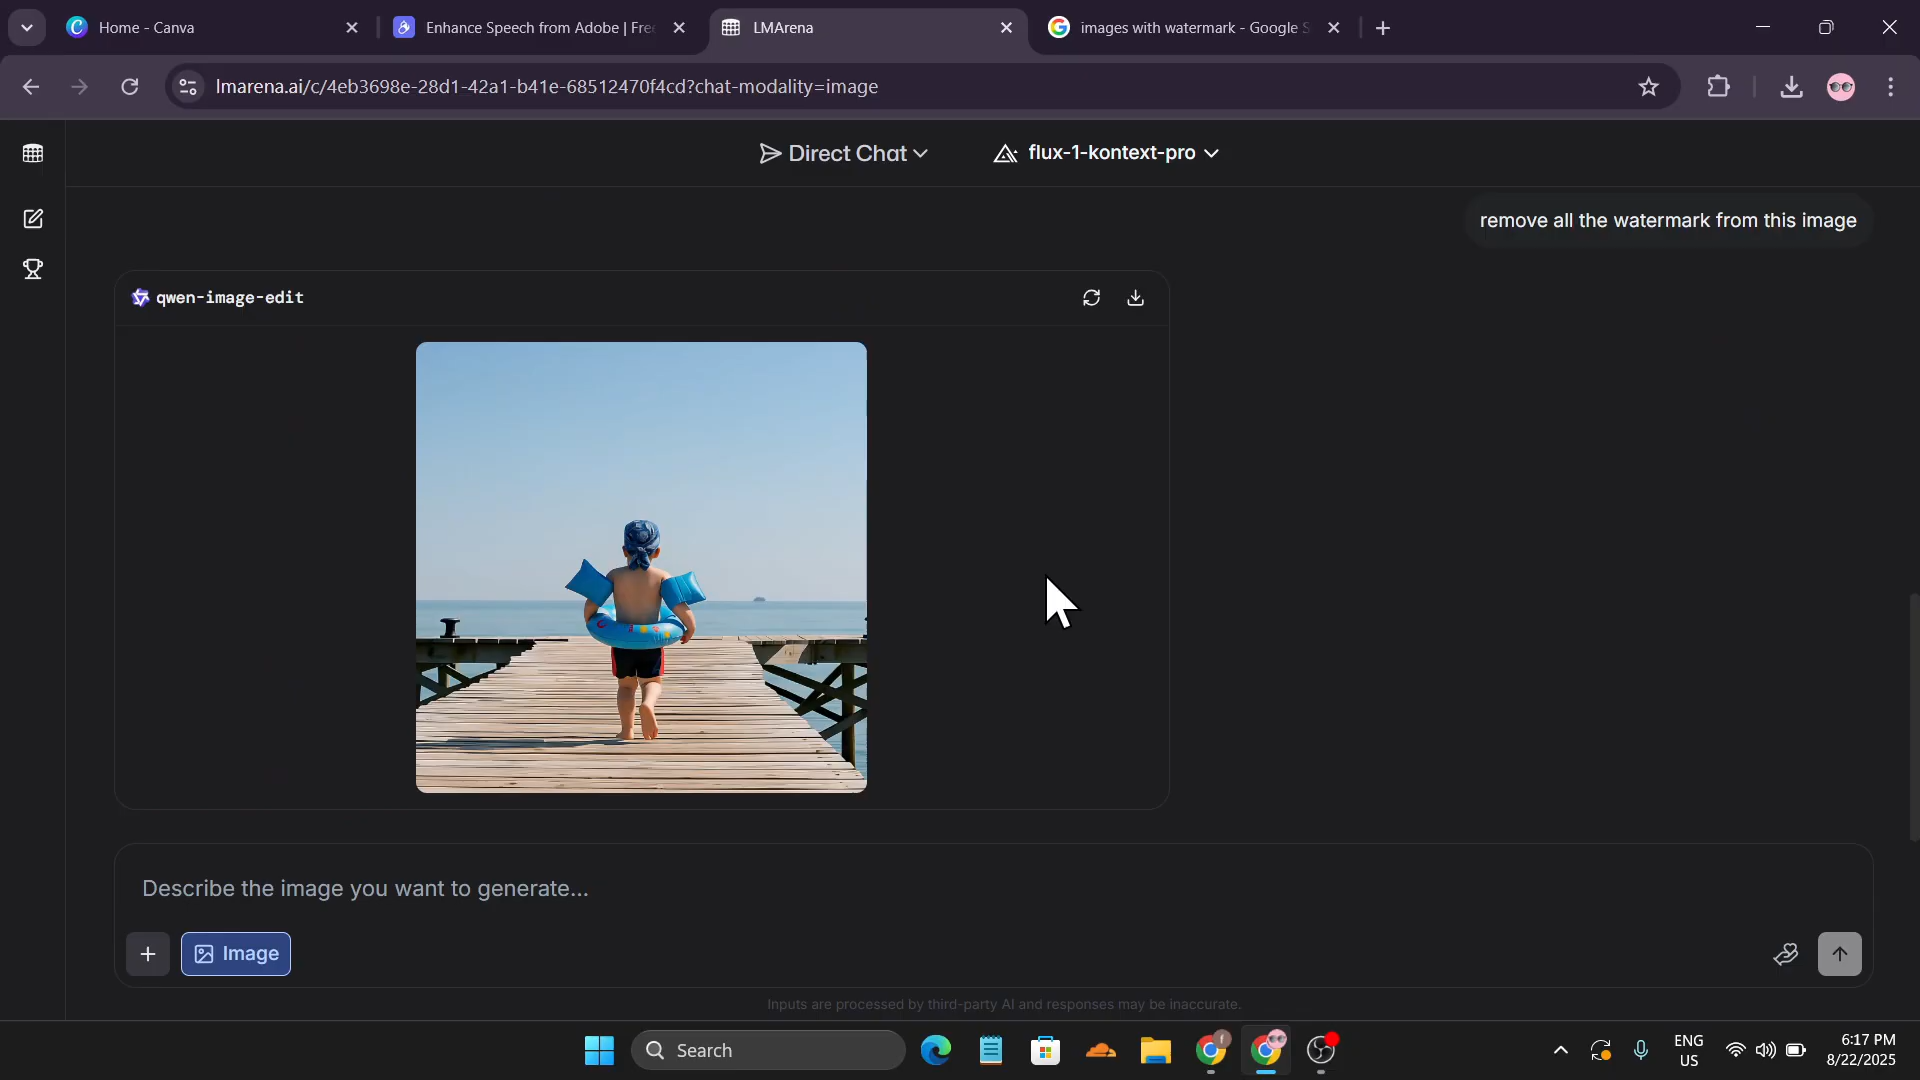 Home - Canva
Enhance Speech from Adobe | Free
LMArena
images with watermark - Google S
lmarena.ai/c/4eb3698e-28d1-42a1-b41e-68512470f4cd?chat-modality=image
Direct Chat
flux-1-kontext-pro
remove all the watermark from this image
qwen-image-edit
Describe the image you want to generate...
Image
Inputs are processed by third-party AI and responses may be inaccurate.
Search
ENG
US
6:17 PM
8/22/2025